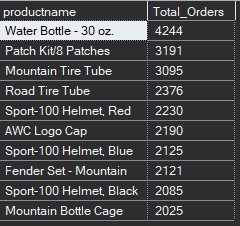 productname Total_Orders
Water Bottle - 30 oz. 4244
Patch Kit/8 Patches 3191
Mountain Tire Tube 3095
Road Tire Tube 2376
Sport-100 Helmet, Red 2230
AWC Logo Cap 2190
Sport-100 Helmet, Blue 2125
Fender Set - Mountain 2121
Sport-100 Helmet, Black 2085
Mountain Bottle Cage 2025